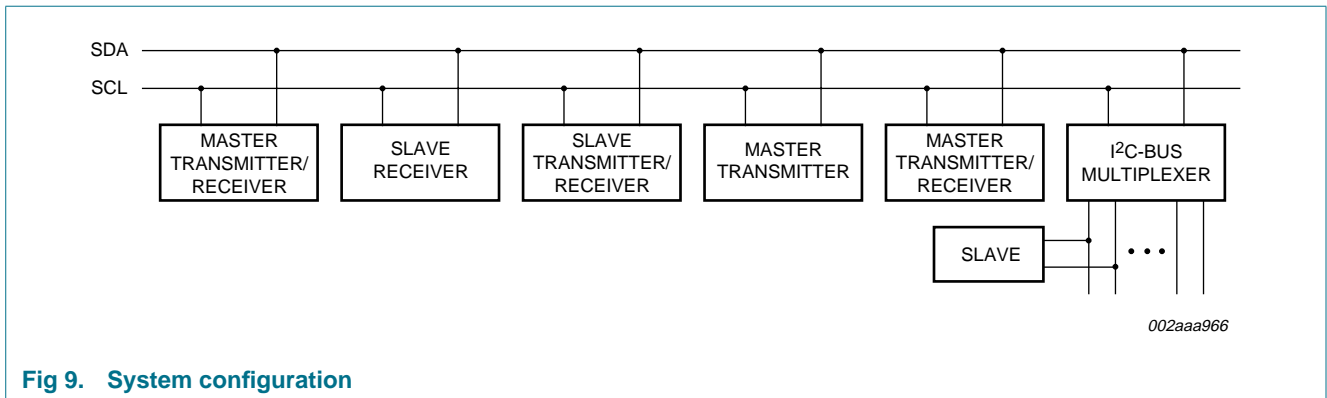 SDA
SCL
MASTER
TRANSMITTER/
RECEIVER
SLAVE
RECEIVER
SLAVE
TRANSMITTER/
RECEIVER
MASTER
TRANSMITTER
MASTER
TRANSMITTER/
RECEIVER
I²C-BUS
MULTIPLEXER
SLAVE
002aaa966
Fig 9. System configuration